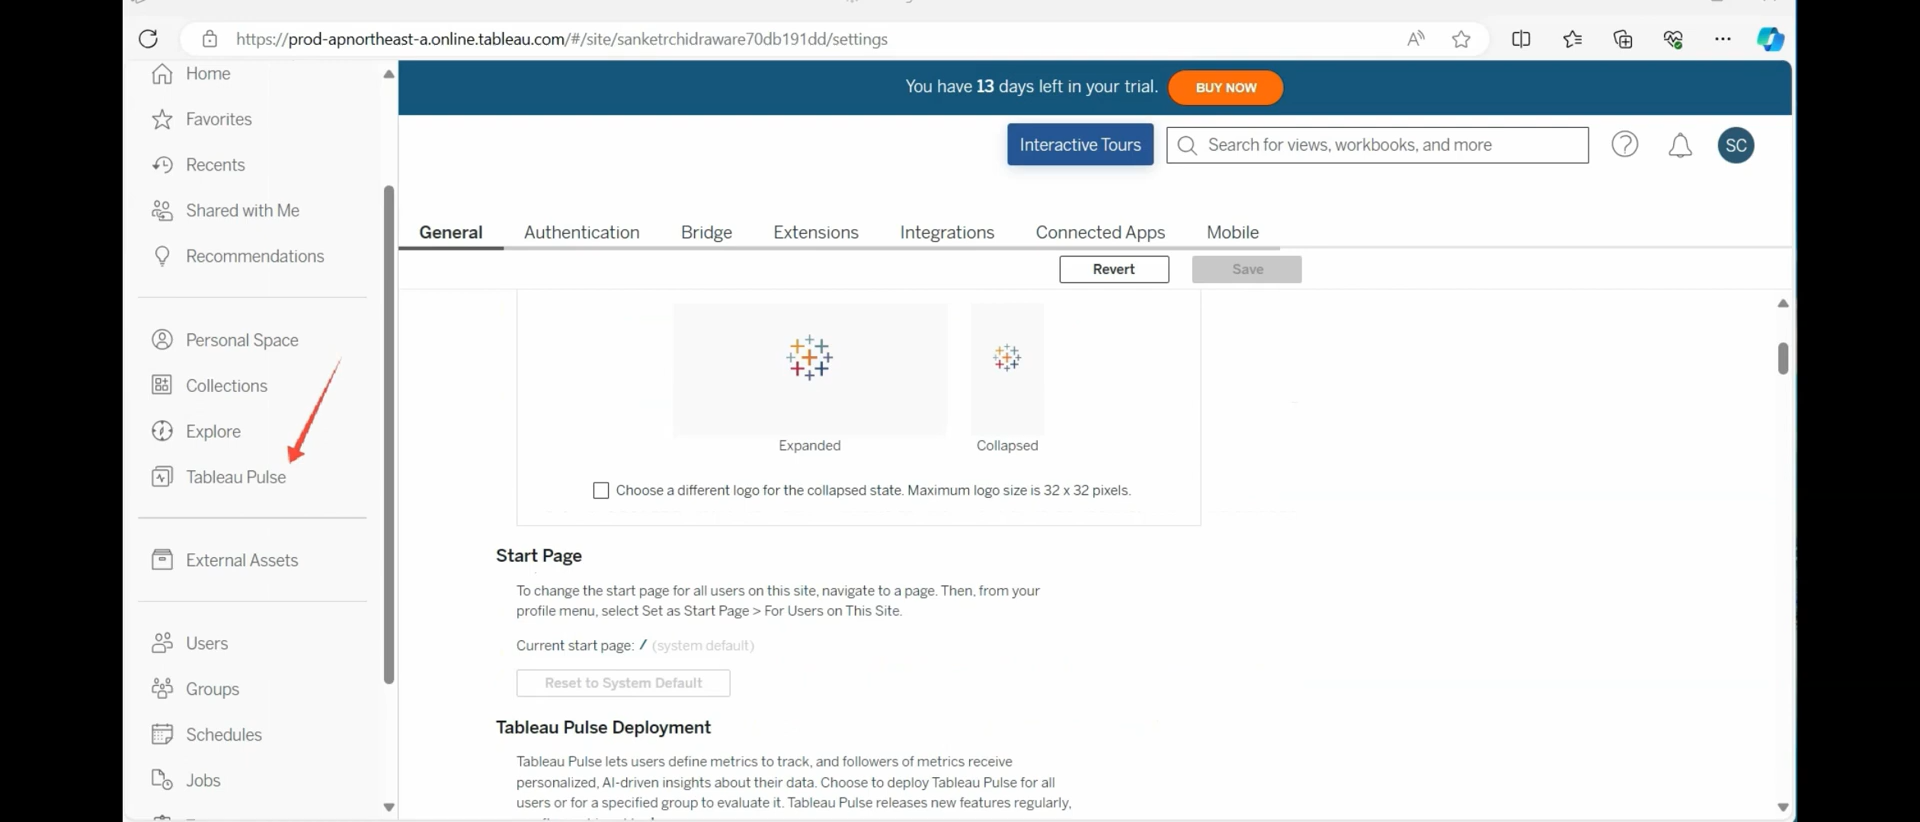 https://prod-apnortheast-a.online.tableau.com/#/site/sanketrchidraware70db191dd/settings
Home
Favorites
Recents
Shared with Me
Recommendations
Personal Space
Collections
Explore
Tableau Pulse
External Assets
Users
Groups
Schedules
Jobs
You have 13 days left in your trial. BUY NOW
Interactive Tours
Search for views, workbooks, and more
SC
General Authentication Bridge Extensions Integrations Connected Apps Mobile
Revert Save
Expanded Collapsed
Choose a different logo for the collapsed state. Maximum logo size is 32 x 32 pixels.
Start Page
To change the start page for all users on this site, navigate to a page. Then, from your
profile menu, select Set as Start Page > For Users on This Site.
Current start page: / (system default)
Reset to System Default
Tableau Pulse Deployment
Tableau Pulse lets users define metrics to track, and followers of metrics receive
personalized, AI-driven insights about their data. Choose to deploy Tableau Pulse for all
users or for a specified group to evaluate it. Tableau Pulse releases new features regularly,